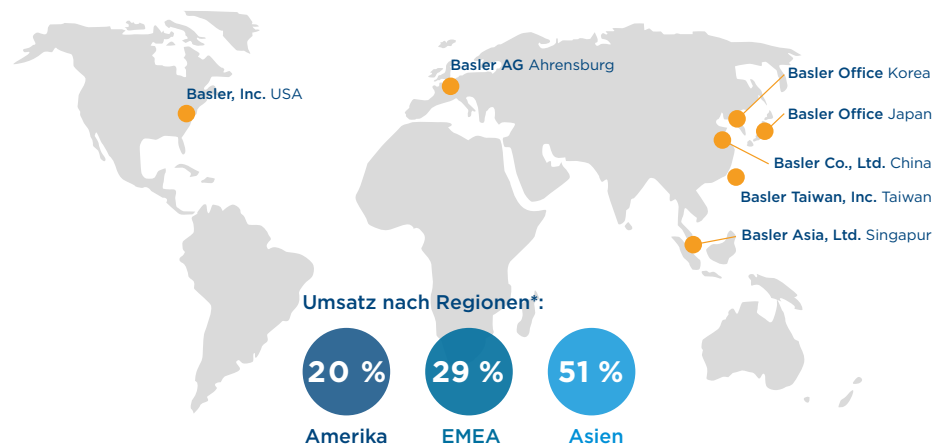 Basler AG Ahrensburg
Basler Office Korea
Basler, Inc. USA
Basler Office Japan
Basler Co., Ltd. China
Basler Taiwan, Inc. Taiwan
Basler Asia, Ltd. Singapur
Umsatz nach Regionen*:
20 %
29 %
51 %
Amerika
EMEA
Asien